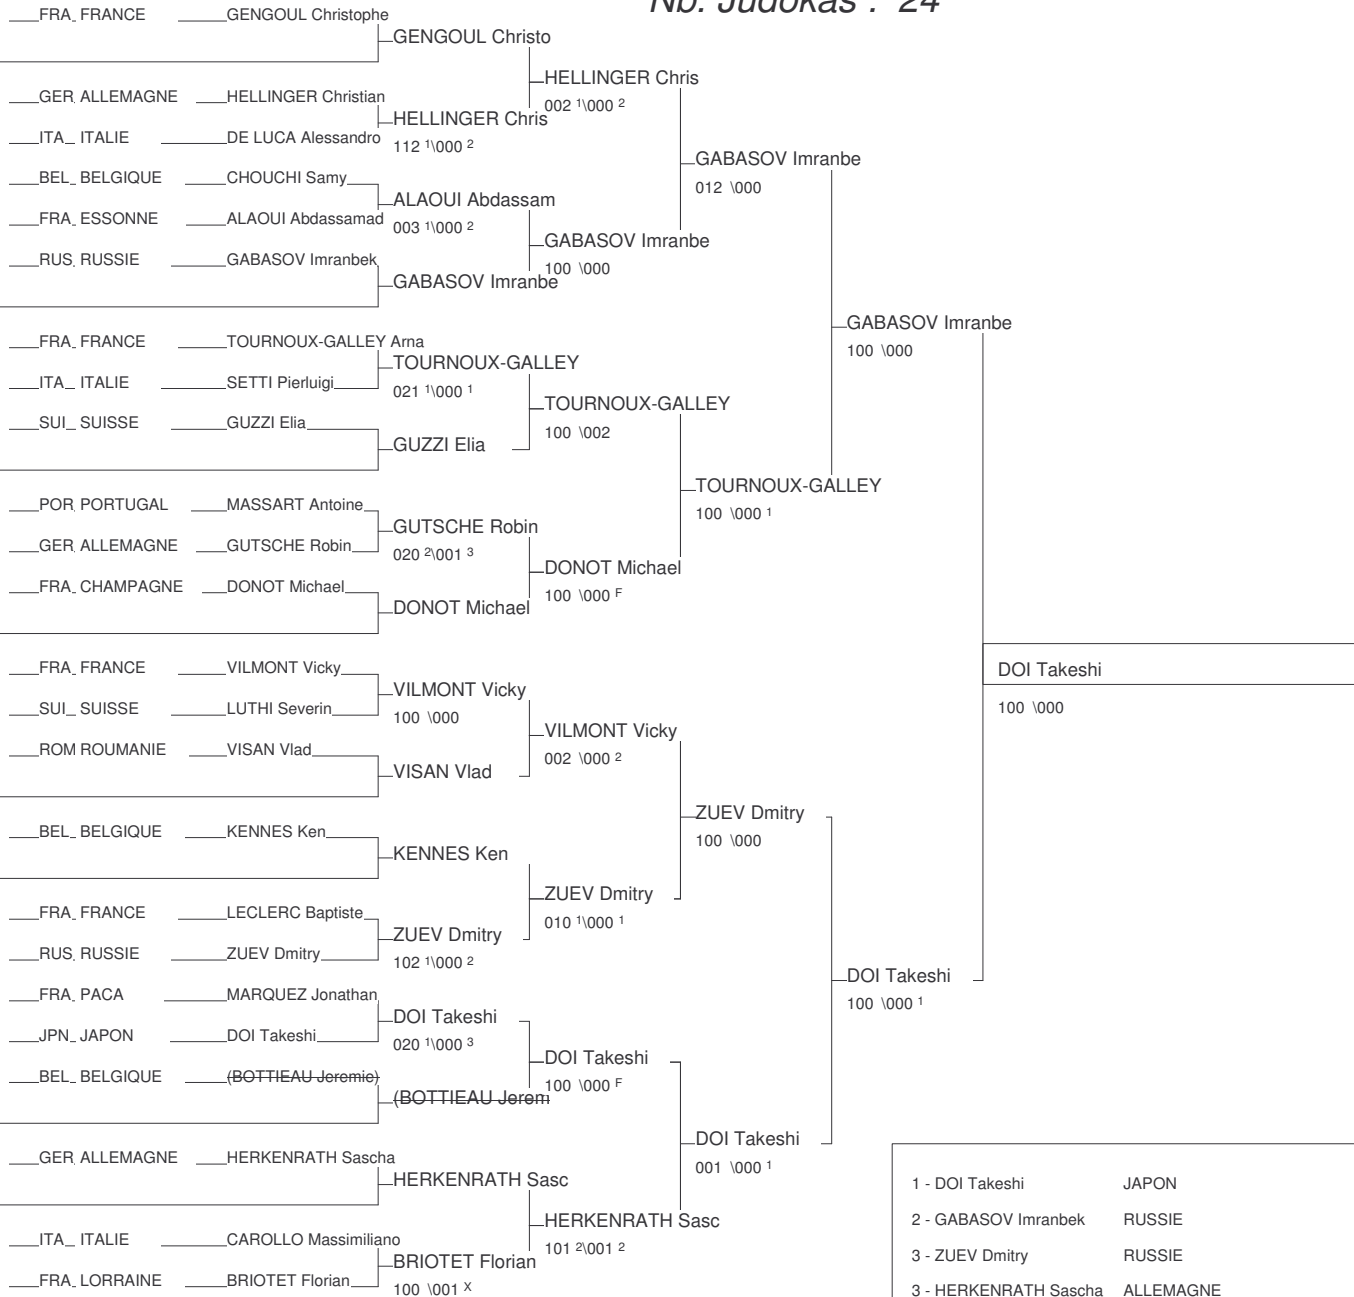 Nb. Judokas : 24
FRA FRANCE GENGOUL Christophe
GENGOUL Christo
HELLINGER Chris
002 1\000 2
GER ALLEMAGNE HELLINGER Christian
HELLINGER Chris
112 1\000 2
ITA ITALIE DE LUCA Alessandro
GABASOV Imranbe
012 \000
BEL BELGIQUE CHOUCHI Samy
ALAOUI Abdassam
003 1\000 2
FRA ESSONNE ALAOUI Abdassamad
GABASOV Imranbe
100 \000
RUS RUSSIE GABASOV Imranbek
GABASOV Imranbe
GABASOV Imranbe
100 \000
FRA FRANCE TOURNOUX-GALLEY Arna
TOURNOUX-GALLEY
021 1\000 1
ITA ITALIE SETTI Pierluigi
TOURNOUX-GALLEY
100 \002
SUI SUISSE GUZZI Elia
GUZZI Elia
TOURNOUX-GALLEY
100 \000 1
POR PORTUGAL MASSART Antoine
GUTSCHE Robin
020 2\001 3
GER ALLEMAGNE GUTSCHE Robin
DONOT Michael
100 \000 F
FRA CHAMPAGNE DONOT Michael
DONOT Michael
FRA FRANCE VILMONT Vicky
DOI Takeshi
100 \000
VILMONT Vicky
100 \000
SUI SUISSE LUTHI Severin
VILMONT Vicky
002 \000 2
ROM ROUMANIE VISAN Vlad
VISAN Vlad
ZUEV Dmitry
100 \000
BEL BELGIQUE KENNES Ken
KENNES Ken
ZUEV Dmitry
010 1\000 1
FRA FRANCE LECLERC Baptiste
ZUEV Dmitry
102 1\000 2
RUS RUSSIE ZUEV Dmitry
DOI Takeshi
100 \000 1
FRA PACA MARQUEZ Jonathan
DOI Takeshi
020 1\000 3
JPN JAPON DOI Takeshi
DOI Takeshi
100 \000 F
BEL BELGIQUE (BOTTIEAU Jeremie)
(BOTTIEAU Jerem
DOI Takeshi
001 \000 1
GER ALLEMAGNE HERKENRATH Sascha
HERKENRATH Sasc
HERKENRATH Sasc
101 2\001 2
ITA ITALIE CAROLLO Massimiliano
BRIOTET Florian
100 \001 X
FRA LORRAINE BRIOTET Florian
1 - DOI Takeshi JAPON
2 - GABASOV Imranbek RUSSIE
3 - ZUEV Dmitry RUSSIE
3 - HERKENRATH Sascha ALLEMAGNE